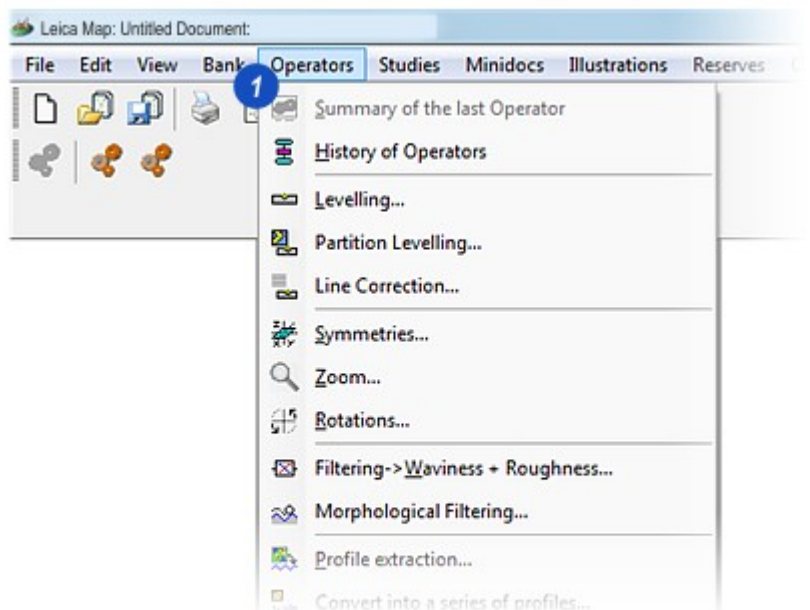 Leica Map: Untitled Document:
File Edit View Bank Operators Studies Minidocs Illustrations Reserves
1
Summary of the last Operator
History of Operators
Levelling...
Partition Levelling...
Line Correction...
Symmetries...
Zoom...
Rotations...
Filtering->Waviness + Roughness...
Morphological Filtering...
Profile extraction...
Convert into a series of profiles...